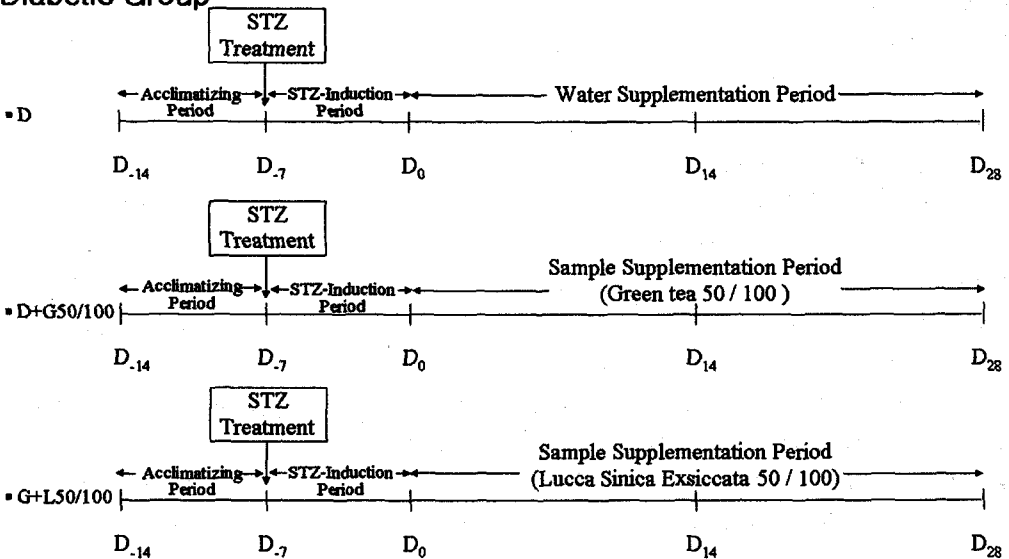 Diabetic Group
STZ
Treatment
Acclimatizing Period
STZ-Induction Period
Water Supplementation Period
▪ D
D-14 D-7 D0 D14 D28
STZ
Treatment
Acclimatizing Period
STZ-Induction Period
Sample Supplementation Period
(Green tea 50 / 100 )
▪ D+G50/100
D-14 D-7 D0 D14 D28
STZ
Treatment
Acclimatizing Period
STZ-Induction Period
Sample Supplementation Period
(Lucca Sinica Exsiccata 50 / 100)
▪ G+L50/100
D-14 D-7 D0 D14 D28